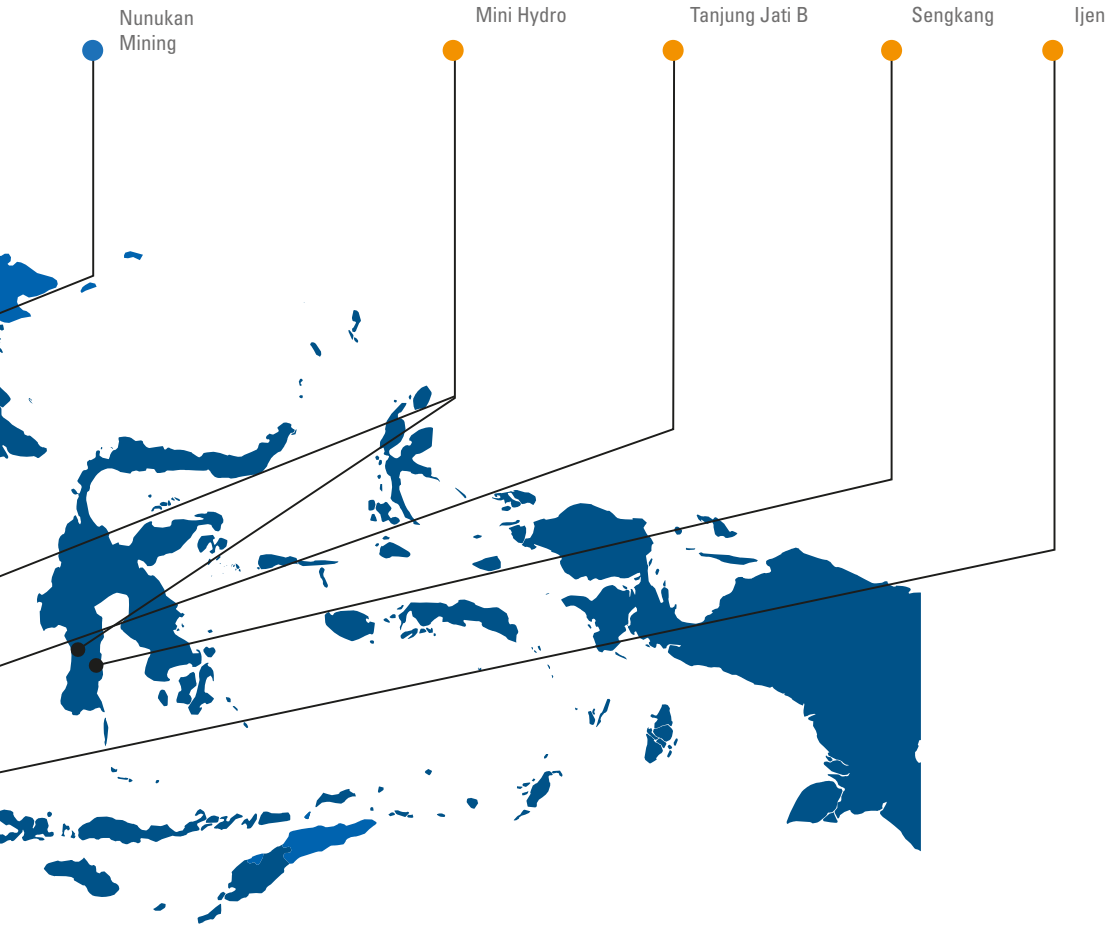 Nunukan
Mining
Mini Hydro
Tanjung Jati B
Sengkang
Ijen